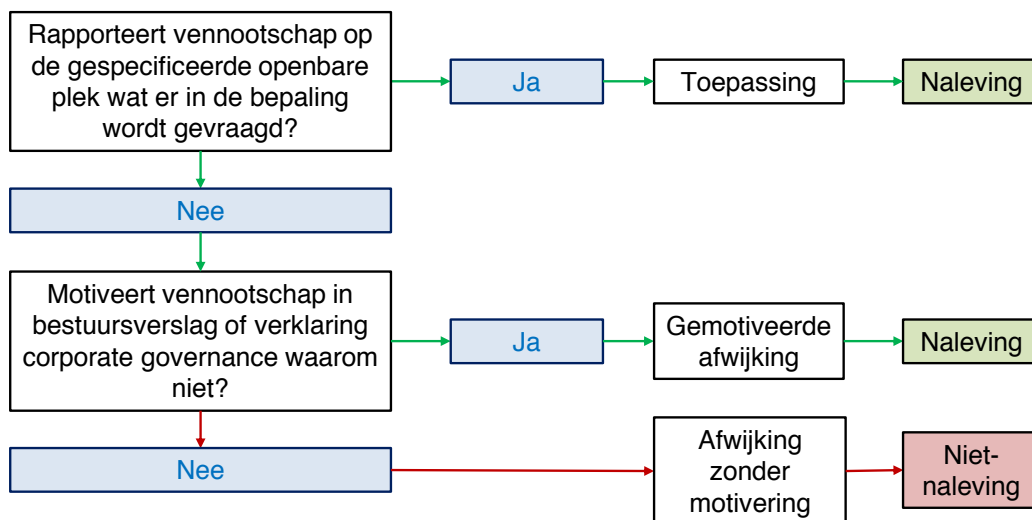 Rapporteert vennootschap op
de gespecificeerde openbare
plek wat er in de bepaling
wordt gevraagd?
Ja
Toepassing
Naleving
Nee
Motiveert vennootschap in
bestuursverslag of verklaring
corporate governance waarom
niet?
Ja
Gemotiveerde
afwijking
Naleving
Nee
Afwijking
zonder
motivering
Niet-
naleving